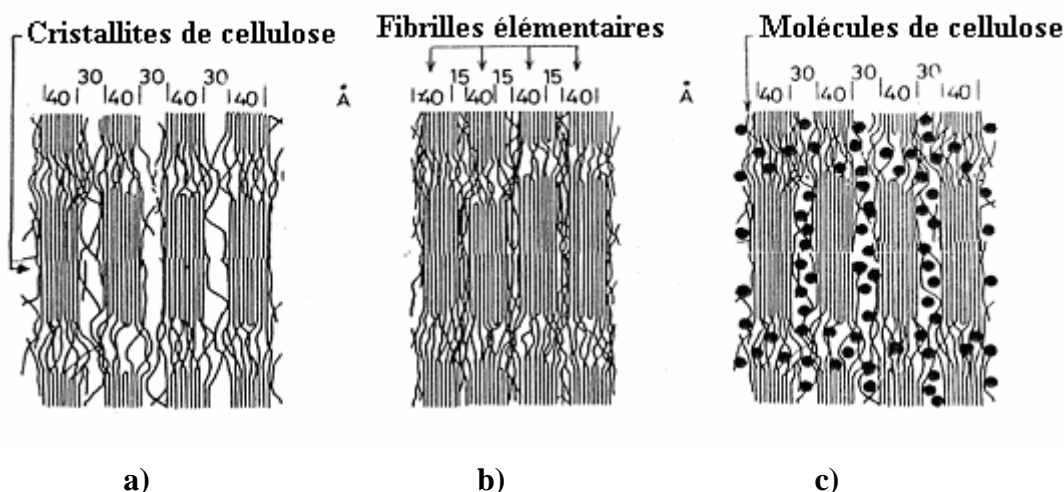 Cristallites de cellulose
30 30 30
|40| |40| |40| |40| Å
Fibrilles élémentaires
15 15 15
|40| |40| |40| |40| Å
Molécules de cellulose
30 30 30
|40| |40| |40| |40|
a) b) c)